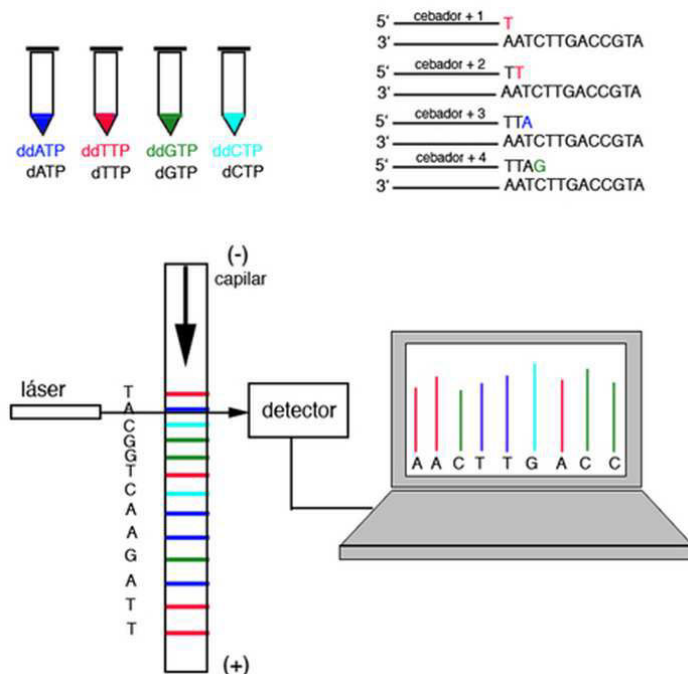 ddATP ddTTP ddGTP ddCTP
dATP dTTP dGTP dCTP
5' cebador + 1 T
3' AATCTTGACCGTA
5' cebador + 2 TT
3' AATCTTGACCGTA
5' cebador + 3 TTA
3' AATCTTGACCGTA
5' cebador + 4 TTAG
3' AATCTTGACCGTA
(-)
capilar
láser
T
A
C
G
G
T
C
A
A
G
A
T
T
(+)
detector
A A C T T G A C C